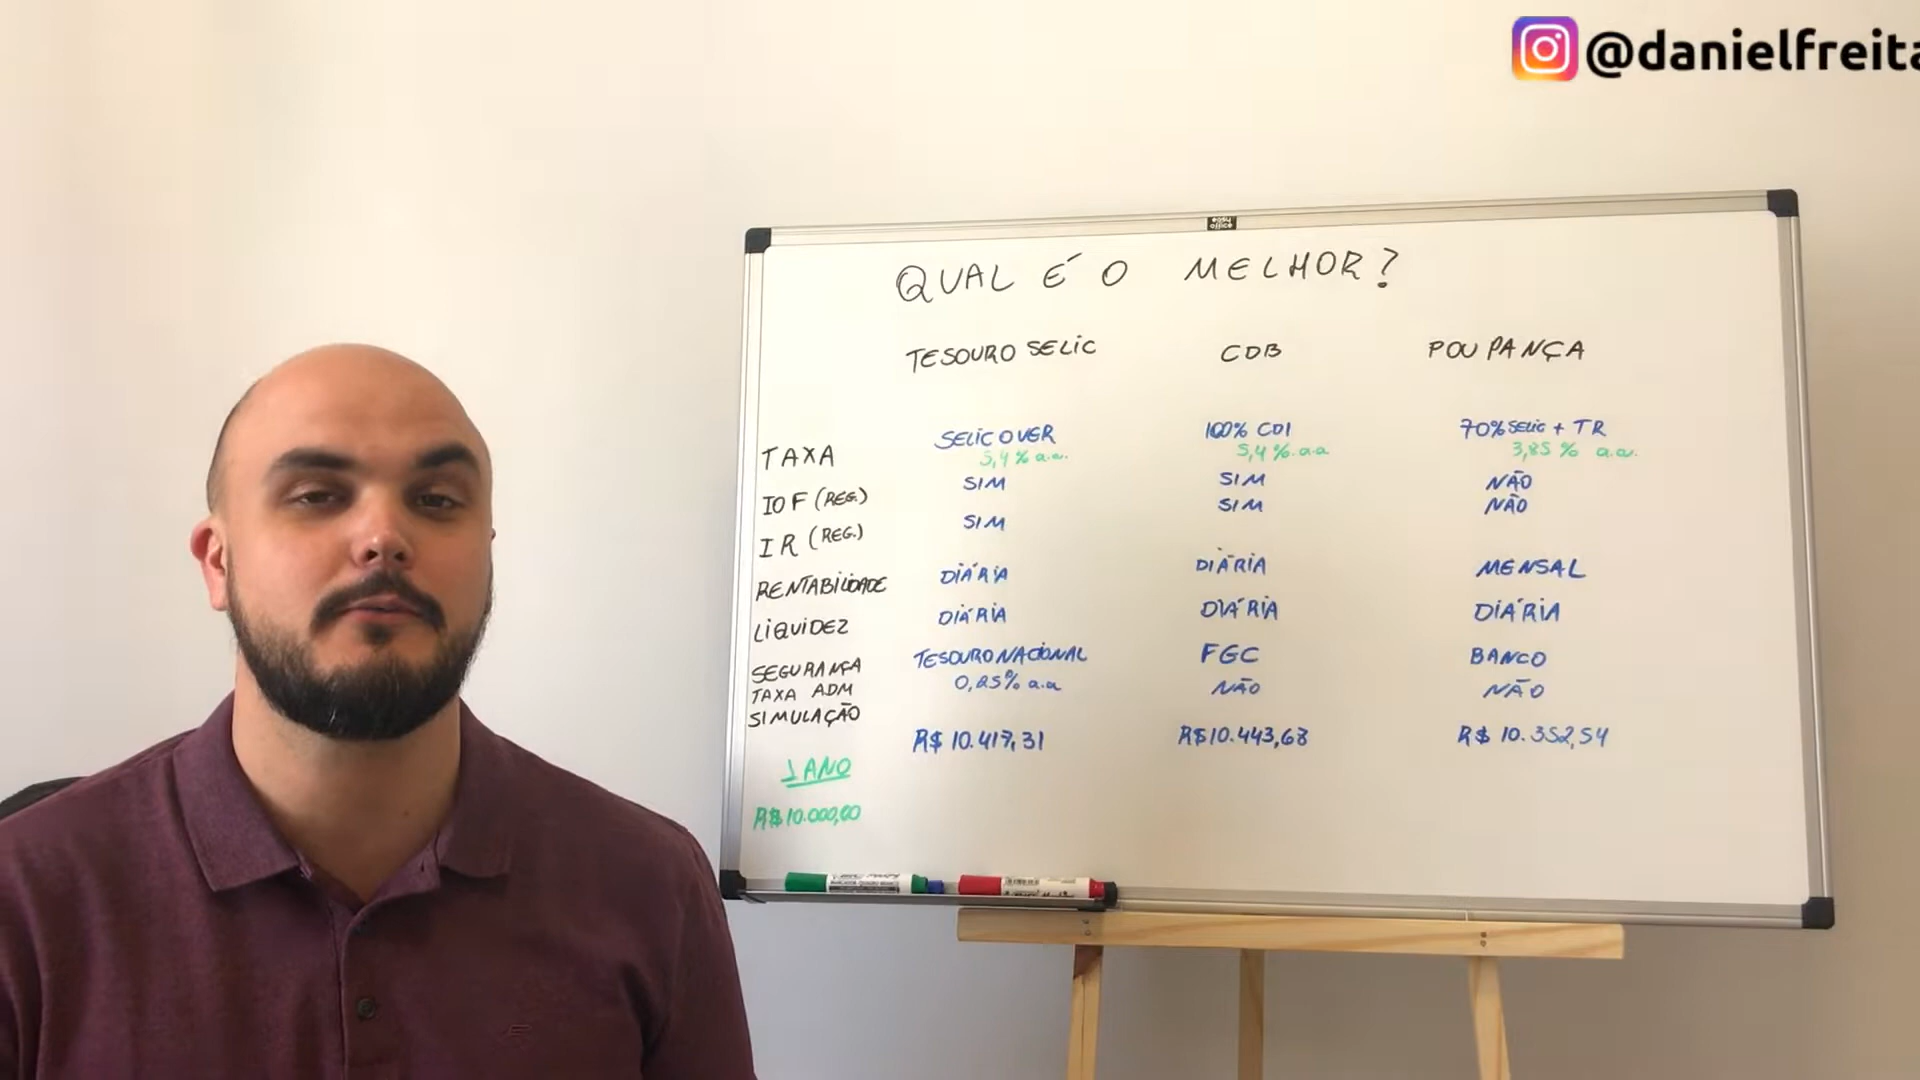 @danielfreita
easy office
QUAL É O MELHOR?
TESOURO SELIC CDB POUPANÇA
TAXA SELIC OVER 100% CDI 70% SELIC + TR
5,4% a.a. 5,4% a.a 3,85% a.a.
IOF (REG.) SIM SIM NÃO
IR (REG.) SIM SIM NÃO
RENTABILIDADE DIÁRIA DIÁRIA MENSAL
LIQUIDEZ DIÁRIA DIÁRIA DIÁRIA
SEGURANÇA TESOURO NACIONAL FGC BANCO
TAXA ADM 0,25% a.a NÃO NÃO
SIMULAÇÃO R$ 10.417,31 R$ 10.443,68 R$ 10.352,54
1 ANO
R$ 10.000,00